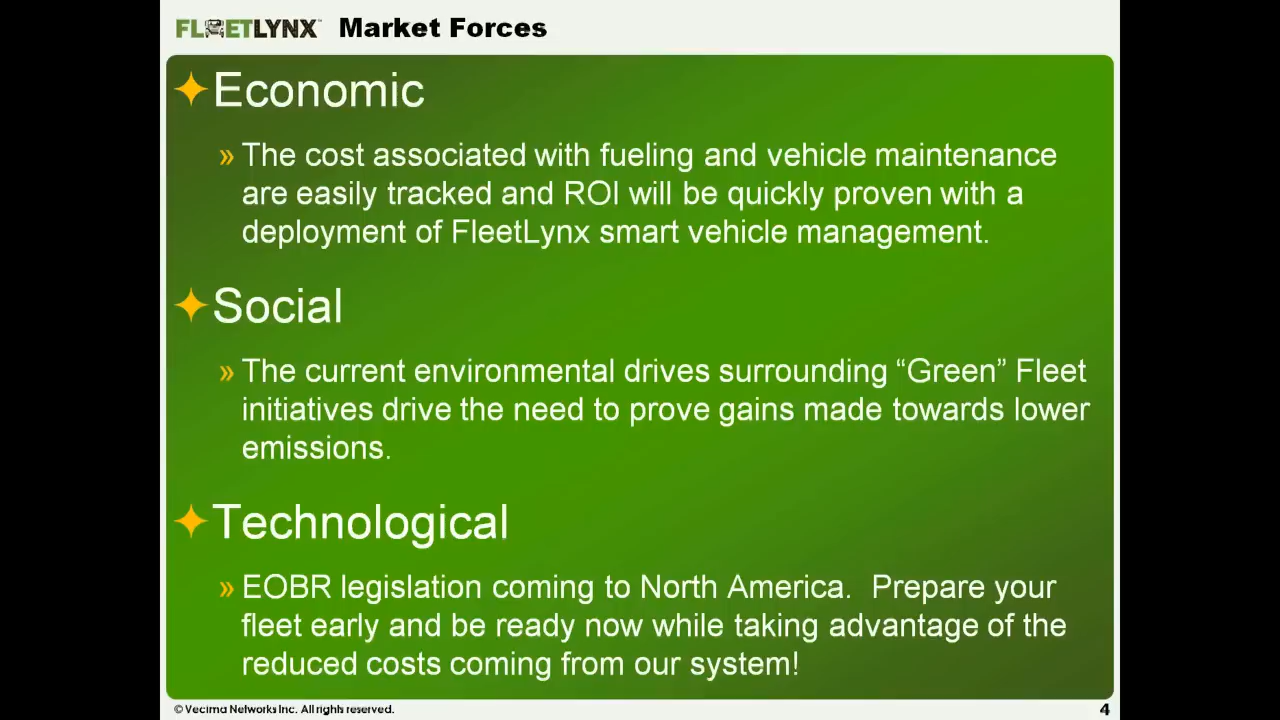 FLEETLYNX™ Market Forces
Economic
» The cost associated with fueling and vehicle maintenance
are easily tracked and ROI will be quickly proven with a
deployment of FleetLynx smart vehicle management.
Social
» The current environmental drives surrounding “Green” Fleet
initiatives drive the need to prove gains made towards lower
emissions.
Technological
» EOBR legislation coming to North America.  Prepare your
fleet early and be ready now while taking advantage of the
reduced costs coming from our system!
© Vecima Networks Inc. All rights reserved. 4